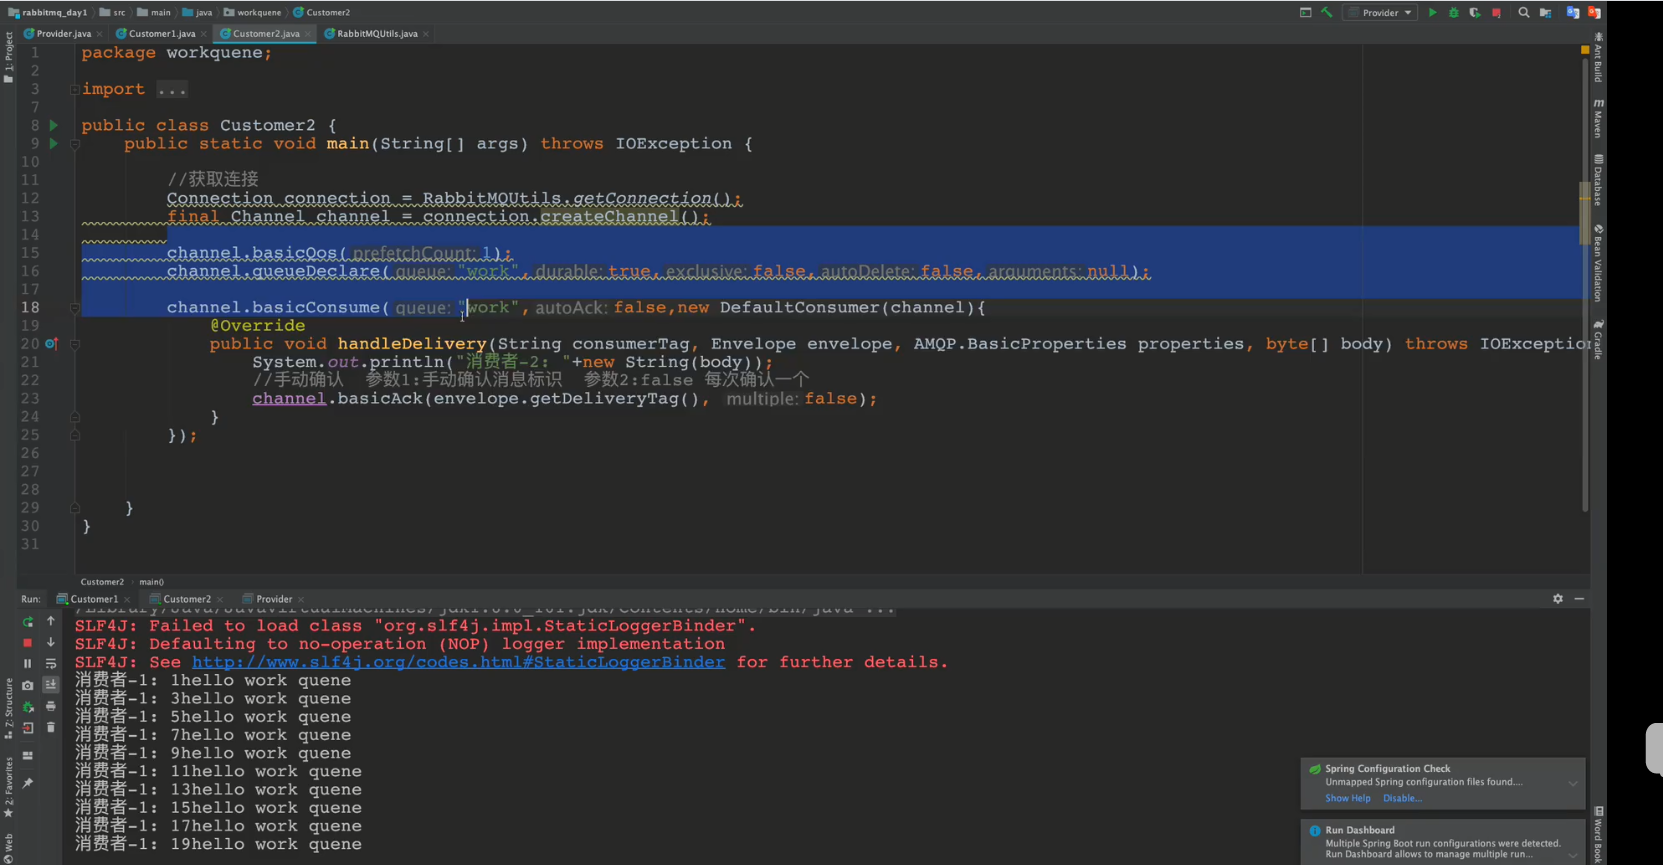 rabbitmq_day1 src main java workquene Customer2
Provider
Provider.java Customer1.java Customer2.java RabbitMQUtils.java
1: Project
1 package workquene;
2
3 import ...
7
8 public class Customer2 {
9 public static void main(String[] args) throws IOException {
10
11 //获取连接
12 Connection connection = RabbitMQUtils.getConnection();
13 final Channel channel = connection.createChannel();
14
15 channel.basicQos( prefetchCount: 1);
16 channel.queueDeclare( queue: "work", durable: true, exclusive: false, autoDelete: false, arguments: null);
17
18 channel.basicConsume( queue: "work", autoAck: false,new DefaultConsumer(channel){
19 @Override
20 public void handleDelivery(String consumerTag, Envelope envelope, AMQP.BasicProperties properties, byte[] body) throws IOException
21 System.out.println("消费者-2: "+new String(body));
22 //手动确认 参数1:手动确认消息标识 参数2:false 每次确认一个
23 channel.basicAck(envelope.getDeliveryTag(), multiple: false);
24 }
25 });
26
27
28
29 }
30 }
31
Customer2 main()
Ant Build
Maven
Database
Bean Validation
Gradle
Word Book
Run: Customer1 Customer2 Provider
SLF4J: Failed to load class "org.slf4j.impl.StaticLoggerBinder".
SLF4J: Defaulting to no-operation (NOP) logger implementation
SLF4J: See http://www.slf4j.org/codes.html#StaticLoggerBinder for further details.
消费者-1: 1hello work quene
消费者-1: 3hello work quene
消费者-1: 5hello work quene
消费者-1: 7hello work quene
消费者-1: 9hello work quene
消费者-1: 11hello work quene
消费者-1: 13hello work quene
消费者-1: 15hello work quene
消费者-1: 17hello work quene
消费者-1: 19hello work quene
Z: Structure
2: Favorites
Web
Spring Configuration Check
Unmapped Spring configuration files found....
Show Help Disable...
Run Dashboard
Multiple Spring Boot run configurations were detected.
Run Dashboard allows to manage multiple run...